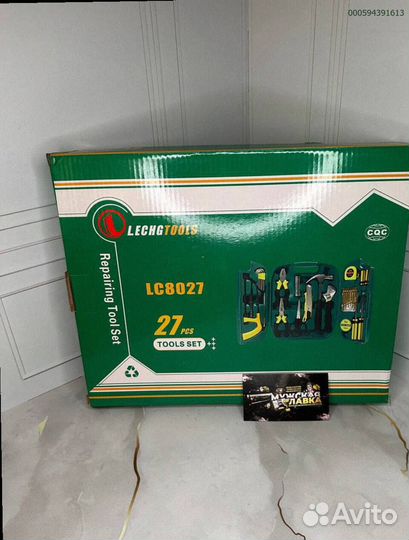 000594391613
LECHGTOOLS
CQC
Repairing Tool Set
LC8027
27 PCS
TOOLS SET
МУЖСКАЯ
ЛАВКА
Avito